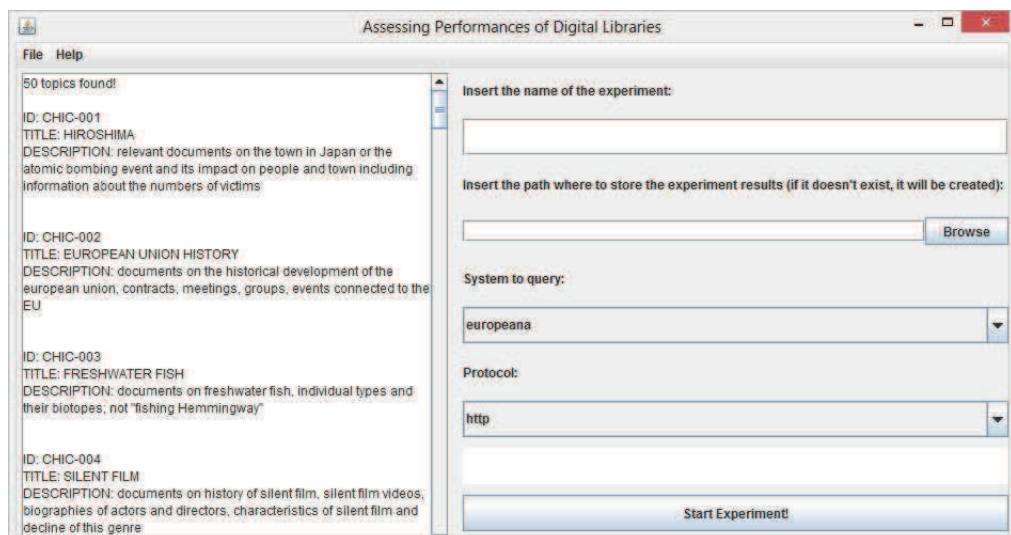 Assessing Performances of Digital Libraries
File Help
50 topics found!
ID: CHIC-001
TITLE: HIROSHIMA
DESCRIPTION: relevant documents on the town in Japan or the
atomic bombing event and its impact on people and town including
information about the numbers of victims
ID: CHIC-002
TITLE: EUROPEAN UNION HISTORY
DESCRIPTION: documents on the historical development of the
european union, contracts, meetings, groups, events connected to the
EU
ID: CHIC-003
TITLE: FRESHWATER FISH
DESCRIPTION: documents on freshwater fish, individual types and
their biotopes; not "fishing Hemmingway"
ID: CHIC-004
TITLE: SILENT FILM
DESCRIPTION: documents on history of silent film, silent film videos,
biographies of actors and directors, characteristics of silent film and
decline of this genre
Insert the name of the experiment:
Insert the path where to store the experiment results (if it doesn't exist, it will be created):
Browse
System to query:
europeana
Protocol:
http
Start Experiment!